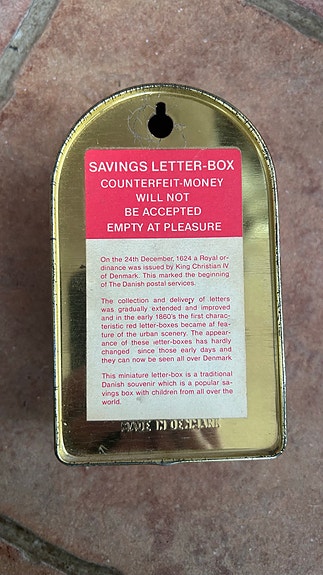 SAVINGS LETTER-BOX
COUNTERFEIT-MONEY
WILL NOT
BE ACCEPTED
EMPTY AT PLEASURE
On the 24th December, 1624 a Royal or-
dinance was issued by King Christian IV
of Denmark. This marked the beginning
of The Danish postal services.
The collection and delivery of letters
was gradually extended and improved
and in the early 1860's the first charac-
teristic red letter-boxes became a fea-
ture of the urban scenery. The appear-
ance of these letter-boxes has hardly
changed since those early days and
they can now be seen all over Denmark
This miniature letter-box is a traditional
Danish souvenir which is a popular sa-
vings box with children from all over the
world.
MADE IN DENMARK